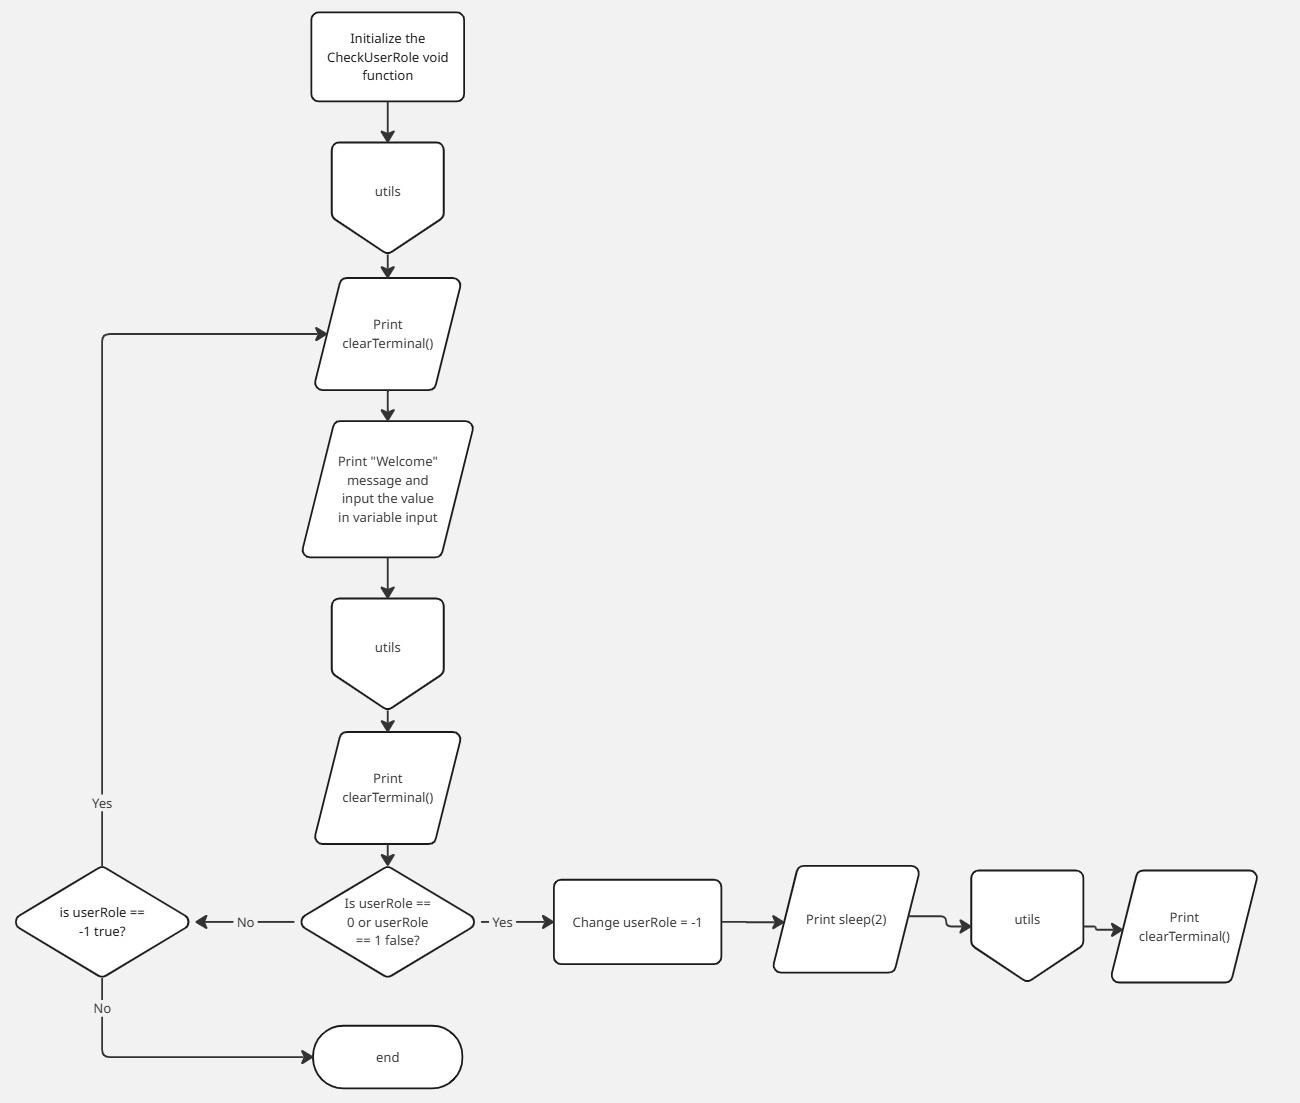 Initialize the
CheckUserRole void
function
utils
Print
clearTerminal()
Print "Welcome"
message and
input the value
in variable input
utils
Print
clearTerminal()
Yes
is userRole ==
-1 true?
No
Is userRole ==
0 or userRole
== 1 false?
Yes
Change userRole = -1
Print sleep(2)
utils
Print
clearTerminal()
No
end